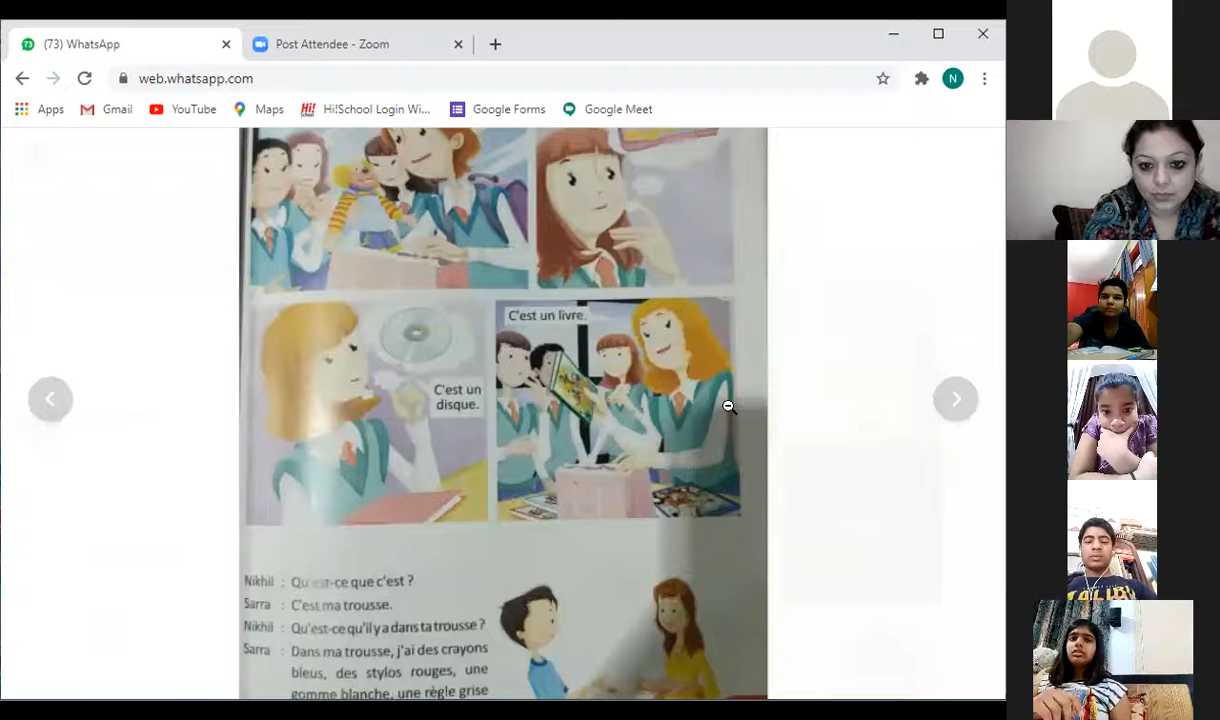 (73) WhatsApp
Post Attendee - Zoom
web.whatsapp.com
N
Apps
Gmail
YouTube
Maps
Hi! Hi!School Login Wi...
Google Forms
Google Meet
C'est un livre.
C'est un
disque.
Nikhil : Qu'est-ce que c'est ?
Sarra : C'est ma trousse.
Nikhil : Qu'est-ce qu'il y a dans ta trousse ?
Sarra : Dans ma trousse, j'ai des crayons
bleus, des stylos rouges, une
gomme blanche, une règle grise